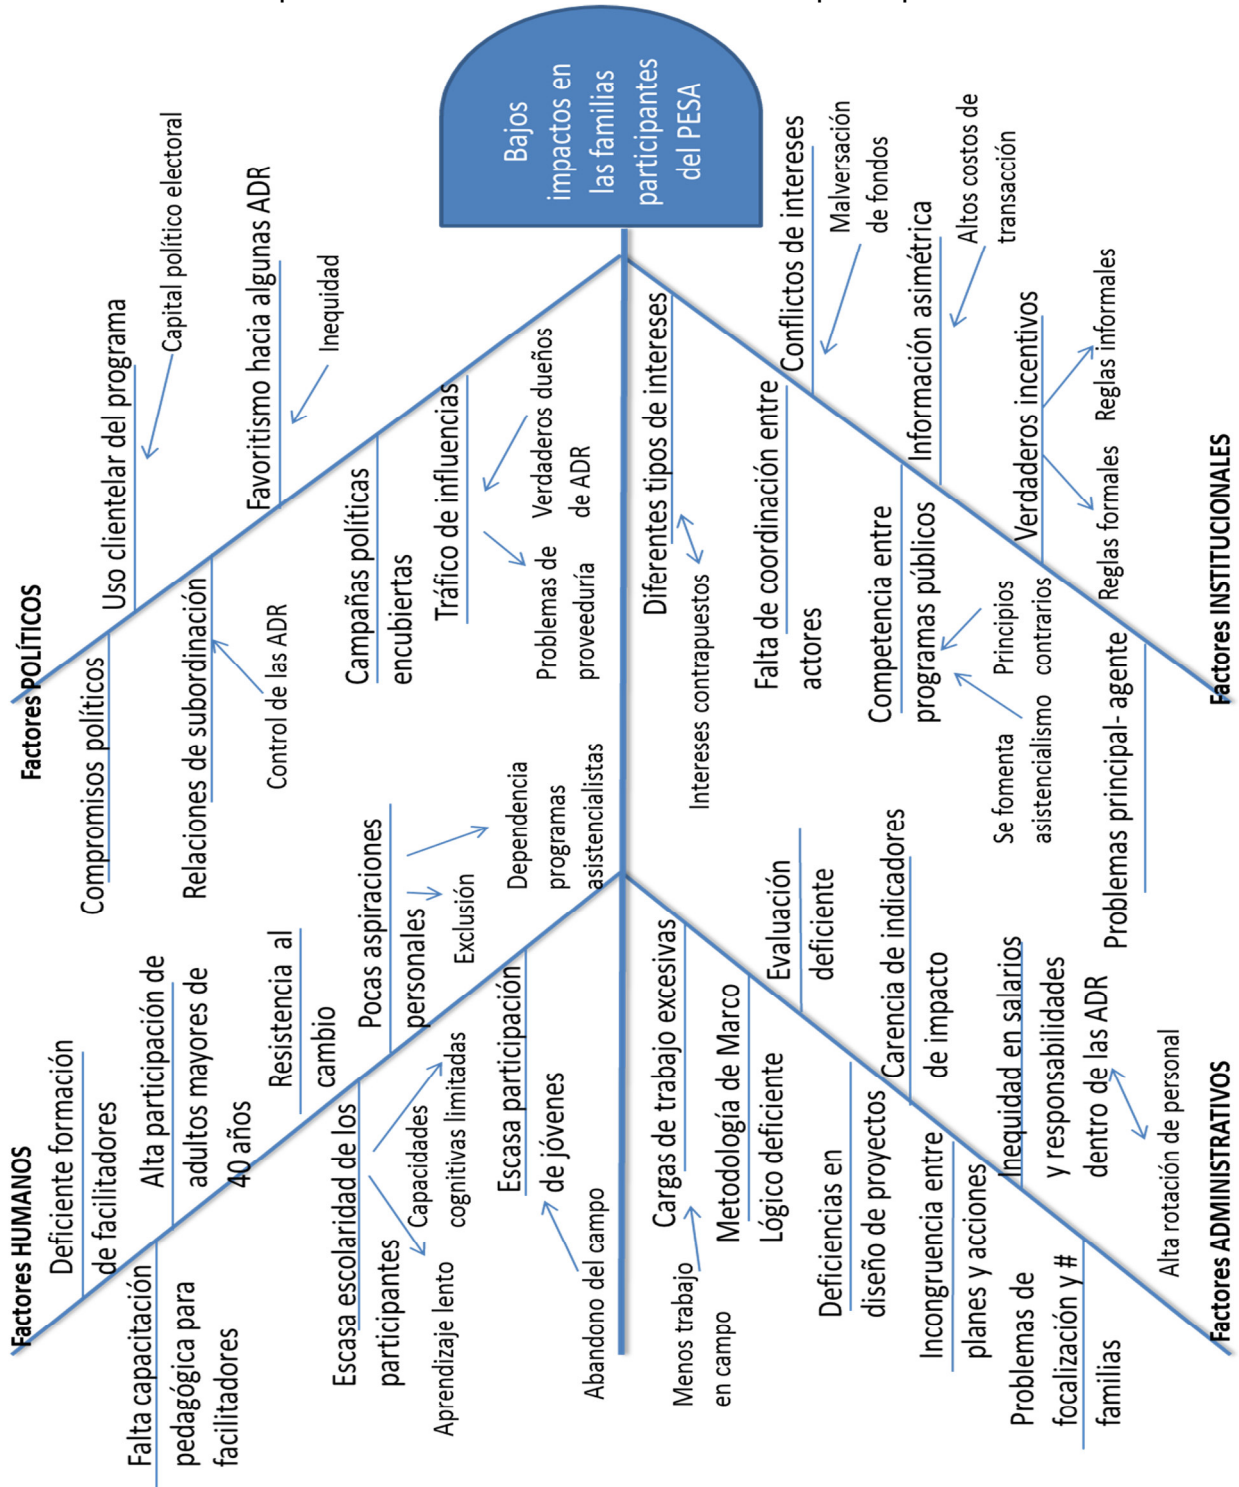 Factores HUMANOS
Deficiente formación
de facilitadores
Falta capacitación
pedagógica para
facilitadores
Alta participación de
adultos mayores de
40 años
Resistencia al
cambio
Escasa escolaridad de los
participantes
Aprendizaje lento
Capacidades
cognitivas limitadas
Pocas aspiraciones
personales
Exclusión
Dependencia
programas
asistencialistas
Escasa participación
de jóvenes
Abandono del campo
Factores POLÍTICOS
Compromisos políticos
Uso clientelar del programa
Capital político electoral
Relaciones de subordinación
Control de las ADR
Favoritismo hacia algunas ADR
Inequidad
Campañas políticas
encubiertas
Tráfico de influencias
Verdaderos dueños
de ADR
Problemas de
proveeduría
Bajos
impactos en
las familias
participantes
del PESA
Cargas de trabajo excesivas
Menos trabajo
en campo
Metodología de Marco
Lógico deficiente
Evaluación
deficiente
Deficiencias en
diseño de proyectos
Carencia de indicadores
de impacto
Incongruencia entre
planes y acciones
Inequidad en salarios
y responsabilidades
dentro de las ADR
Alta rotación de personal
Problemas de
focalización y #
familias
Factores ADMINISTRATIVOS
Diferentes tipos de intereses
Intereses contrapuestos
Falta de coordinación entre
actores
Conflictos de intereses
Malversación
de fondos
Competencia entre
programas públicos
Principios
contrarios
Se fomenta
asistencialismo
Información asimétrica
Altos costos de
transacción
Verdaderos incentivos
Reglas formales
Reglas informales
Problemas principal- agente
Factores INSTITUCIONALES